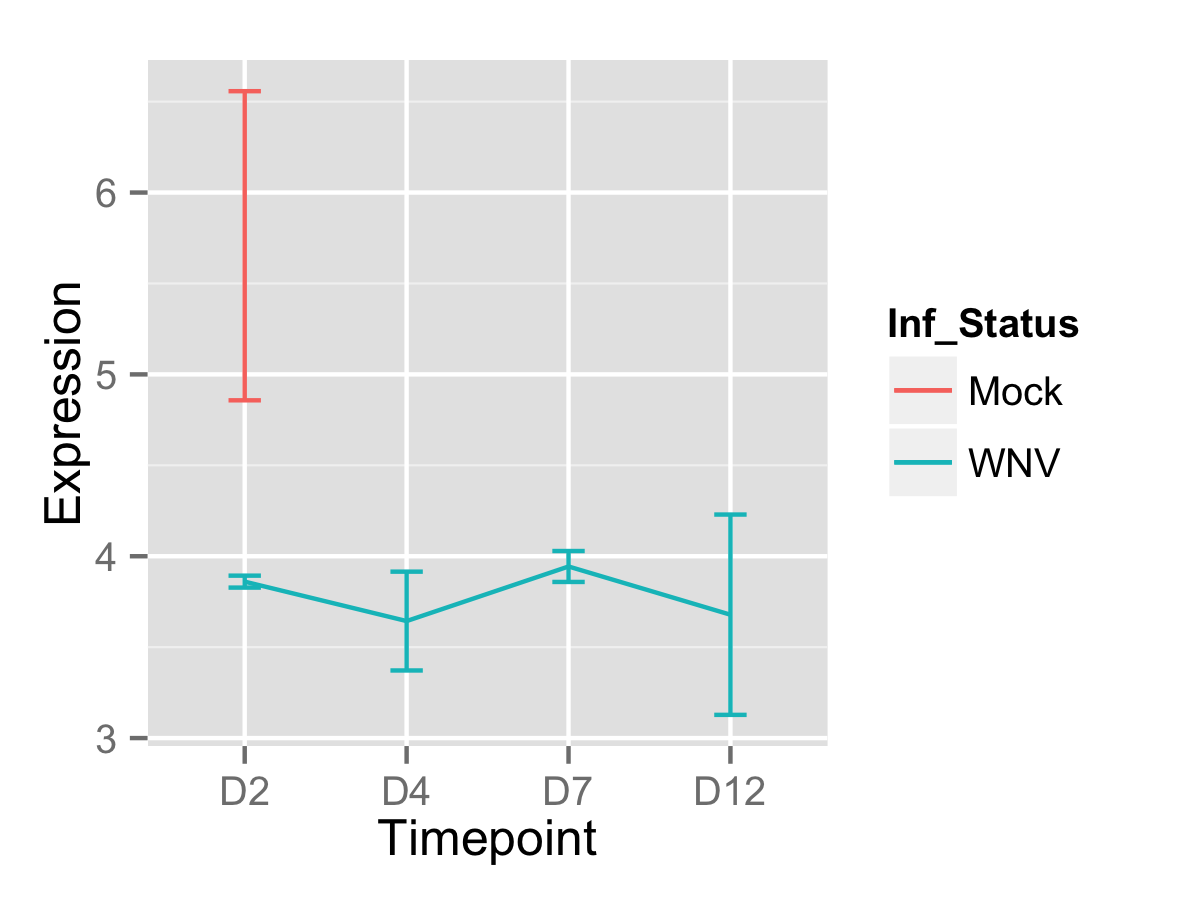 Expression
6
5
4
3
D2 D4 D7 D12
Timepoint
Inf_Status
Mock
WNV